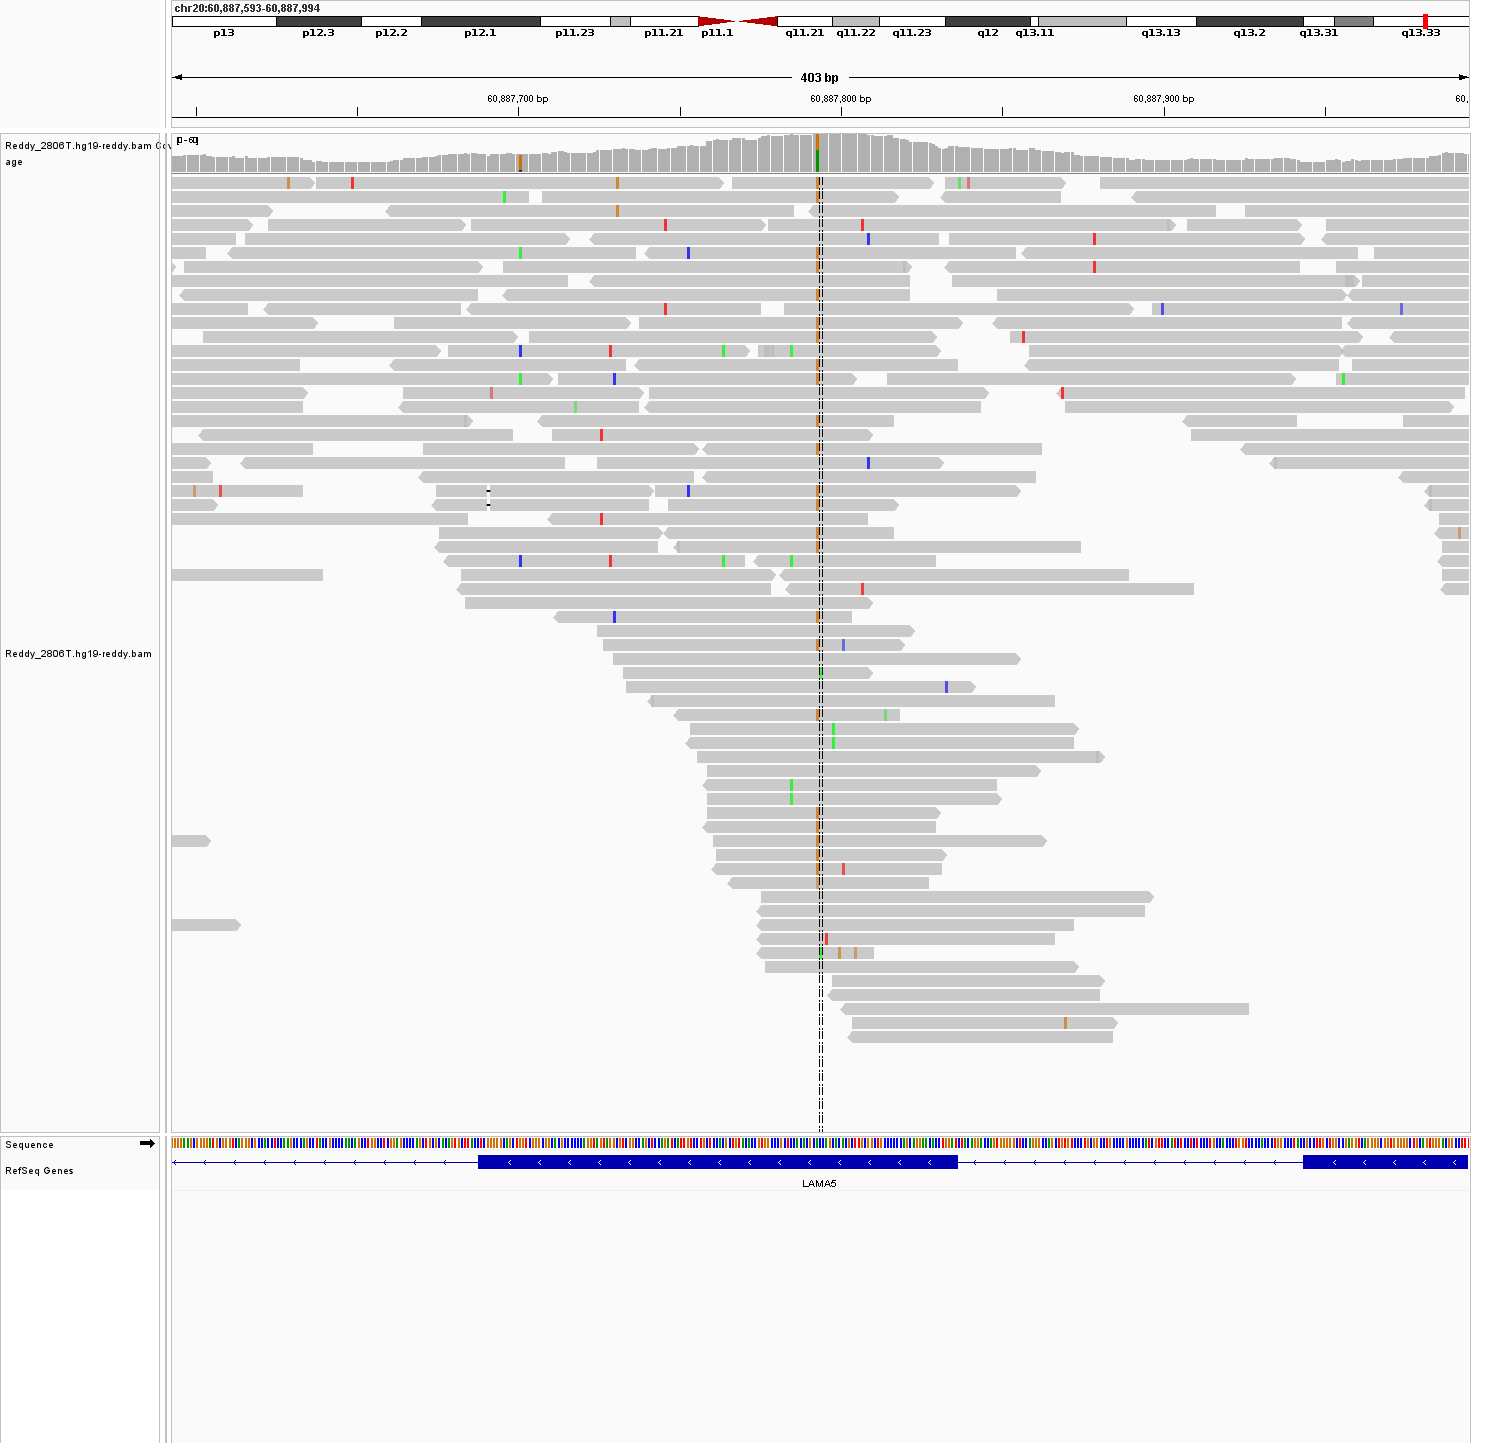 chr20:60,887,593-60,887,994
p13 p12.3 p12.2 p12.1 p11.23 p11.21 p11.1 q11.21 q11.22 q11.23 q12 q13.11 q13.13 q13.2 q13.31 q13.33
403 bp
60,887,700 bp 60,887,800 bp 60,887,900 bp 60,
[0 - 60]
Reddy_2806T.hg19-reddy.bam Cov
age
Reddy_2806T.hg19-reddy.bam
Sequence
RefSeq Genes
LAMA5